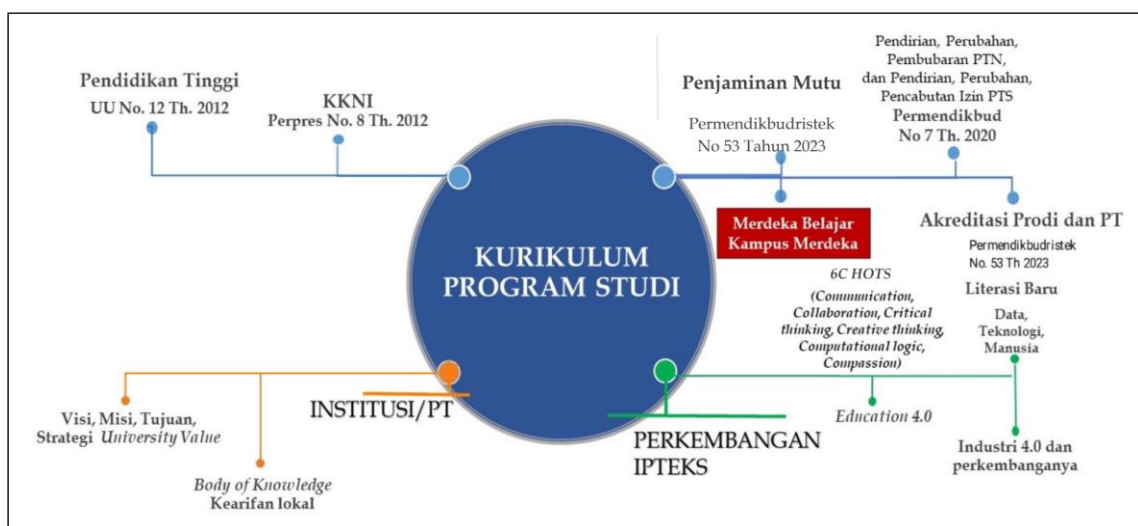 Pendidikan Tinggi
UU No. 12 Th. 2012
KKNI
Perpres No. 8 Th. 2012
Penjaminan Mutu
Permendikbudristek
No 53 Tahun 2023
Pendirian, Perubahan,
Pembubaran PTN,
dan Pendirian, Perubahan,
Pencabutan Izin PTS
Permendikbud
No 7 Th. 2020
Merdeka Belajar
Kampus Merdeka
Akreditasi Prodi dan PT
Permendikbudristek
No. 53 Th 2023
KURIKULUM
PROGRAM STUDI
6C HOTS
(Communication,
Collaboration, Critical
thinking, Creative thinking,
Computational logic,
Compassion)
Literasi Baru
Data,
Teknologi,
Manusia
INSTITUSI/PT
Visi, Misi, Tujuan,
Strategi University Value
Body of Knowledge
Kearifan lokal
PERKEMBANGAN
IPTEKS
Education 4.0
Industri 4.0 dan
perkembanganya